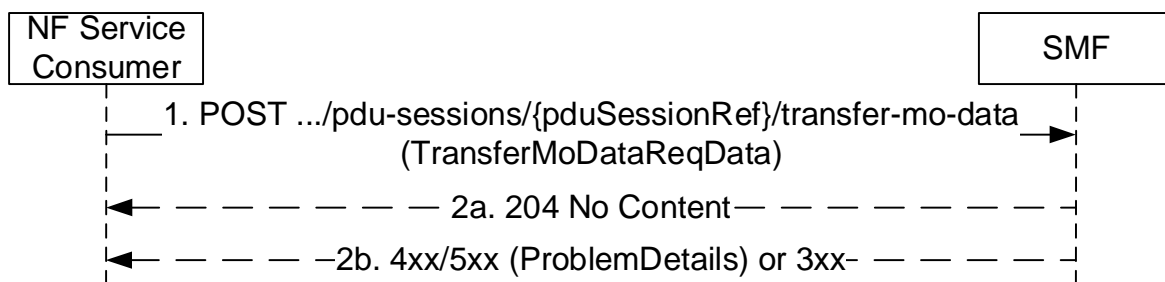 NF Service
Consumer
SMF
1. POST .../pdu-sessions/{pduSessionRef}/transfer-mo-data
(TransferMoDataReqData)
2a. 204 No Content
2b. 4xx/5xx (ProblemDetails) or 3xx